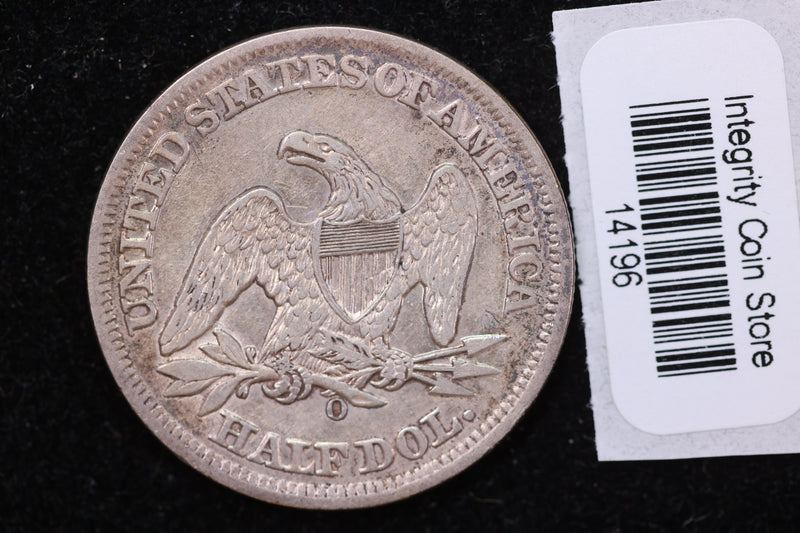 UNITED STATES OF AMERICA
O
HALF DOL.
Integrity Coin Store
14196